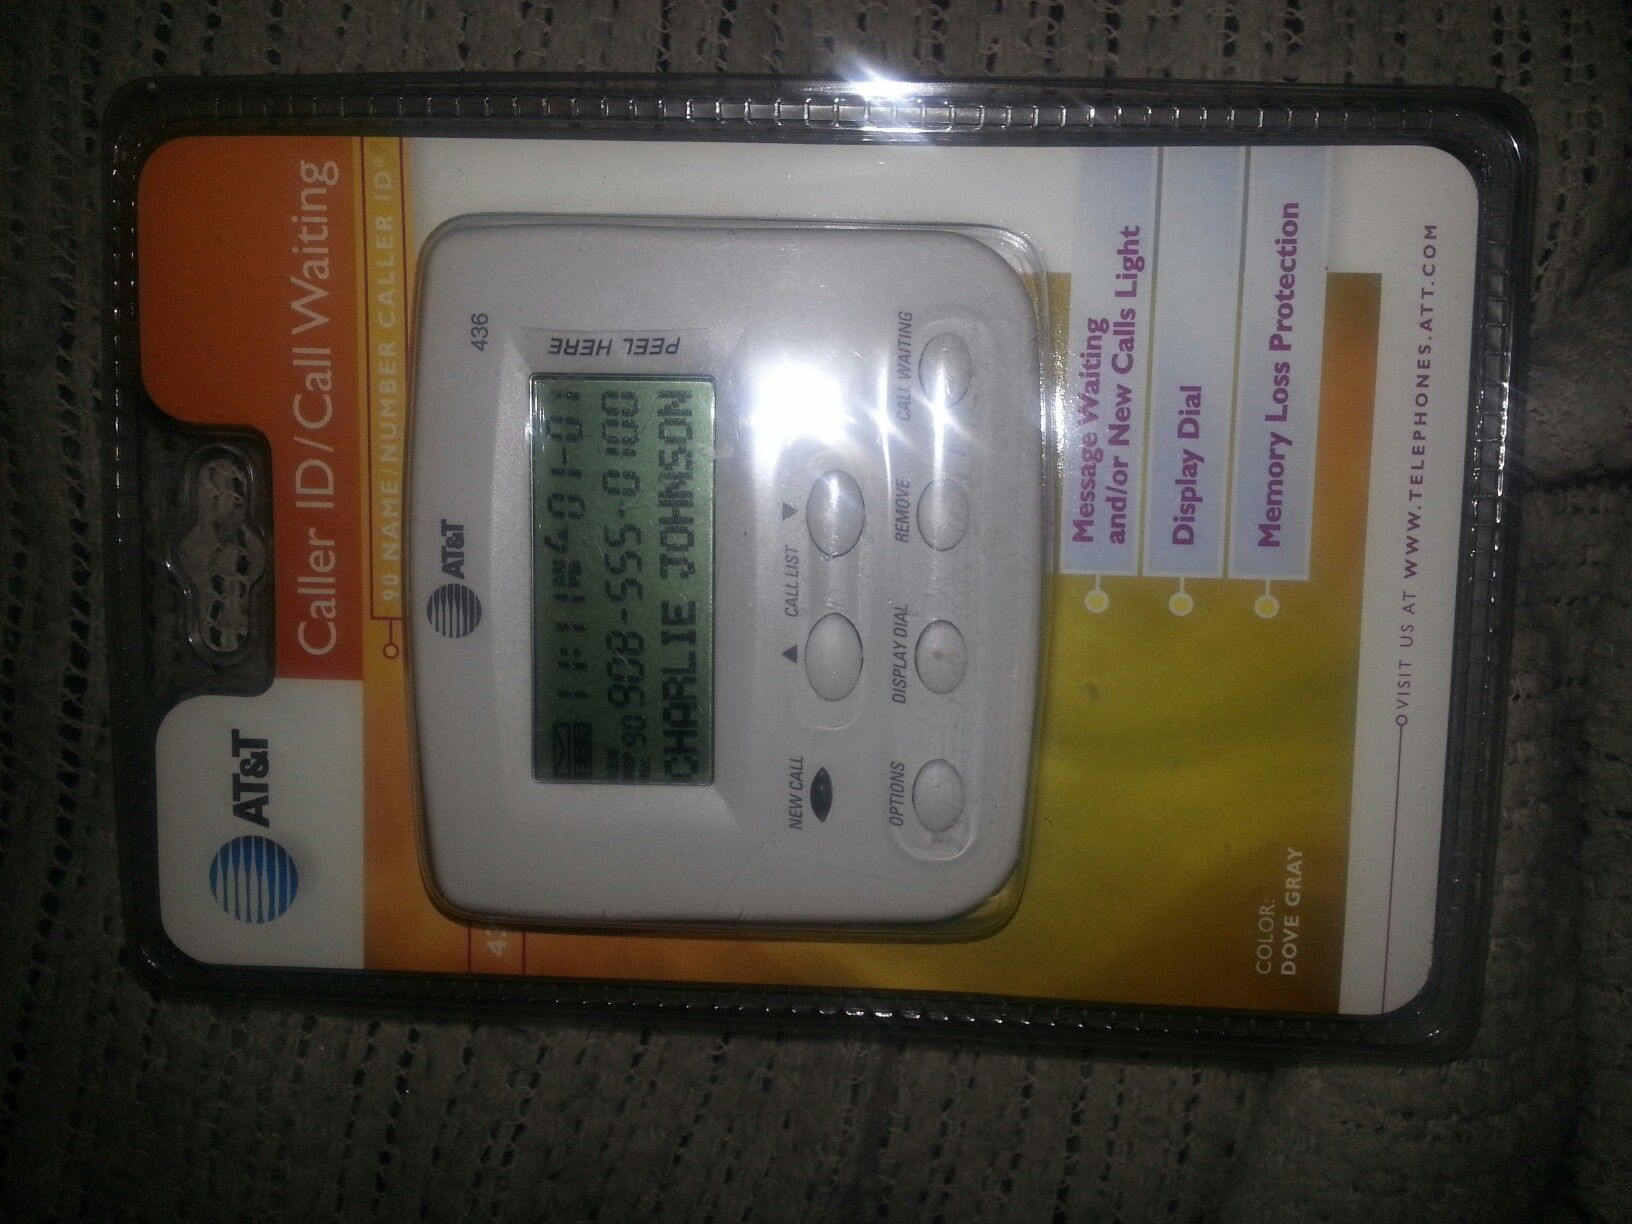 AT&T
Caller ID/Call Waiting
90 NAME/NUMBER CALLER ID*
AT&T
436
PEEL HERE
11:11 AM PM 01-01
90 908-555-0100
CHARLIE JOHNSON
NEW CALL
▲ CALL LIST ▼
OPTIONS
DISPLAY DIAL
REMOVE
CALL WAITING
Message Waiting
and/or New Calls Light
Display Dial
Memory Loss Protection
COLOR:
DOVE GRAY
VISIT US AT WWW.TELEPHONES.ATT.COM